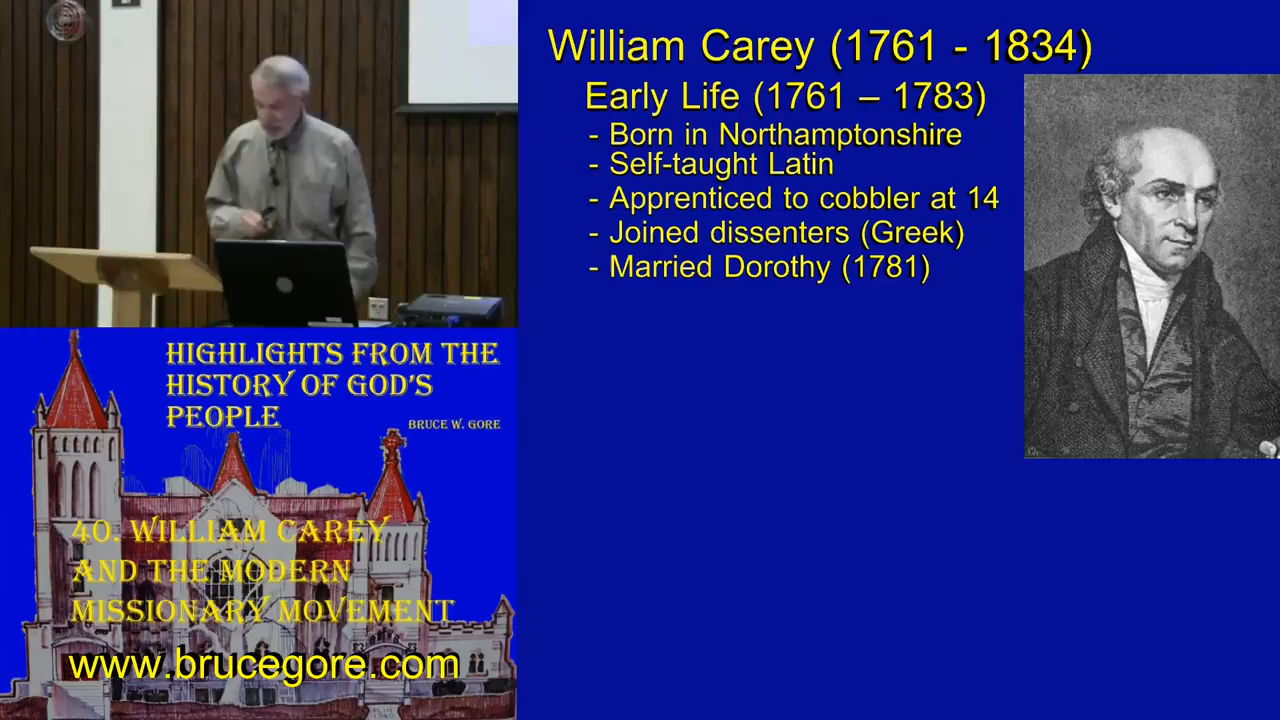 William Carey (1761 - 1834)
Early Life (1761 – 1783)
- Born in Northamptonshire
- Self-taught Latin
- Apprenticed to cobbler at 14
- Joined dissenters (Greek)
- Married Dorothy (1781)
HIGHLIGHTS FROM THE
HISTORY OF GOD'S
PEOPLE
BRUCE W. GORE
40. WILLIAM CAREY
AND THE MODERN
MISSIONARY MOVEMENT
www.brucegore.com